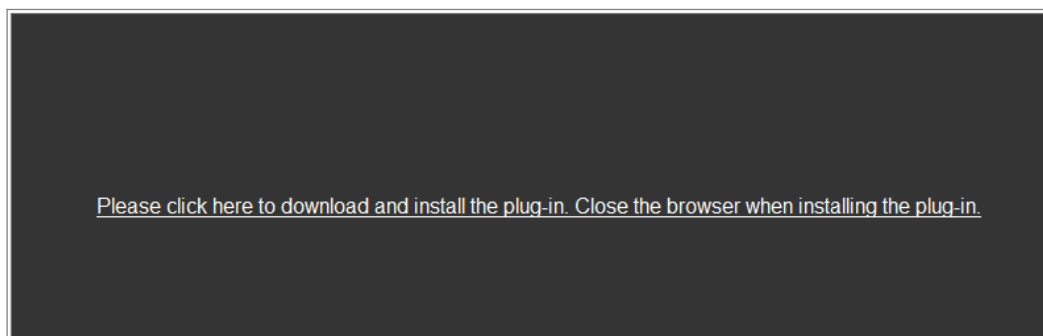 Please click here to download and install the plug-in. Close the browser when installing the plug-in.